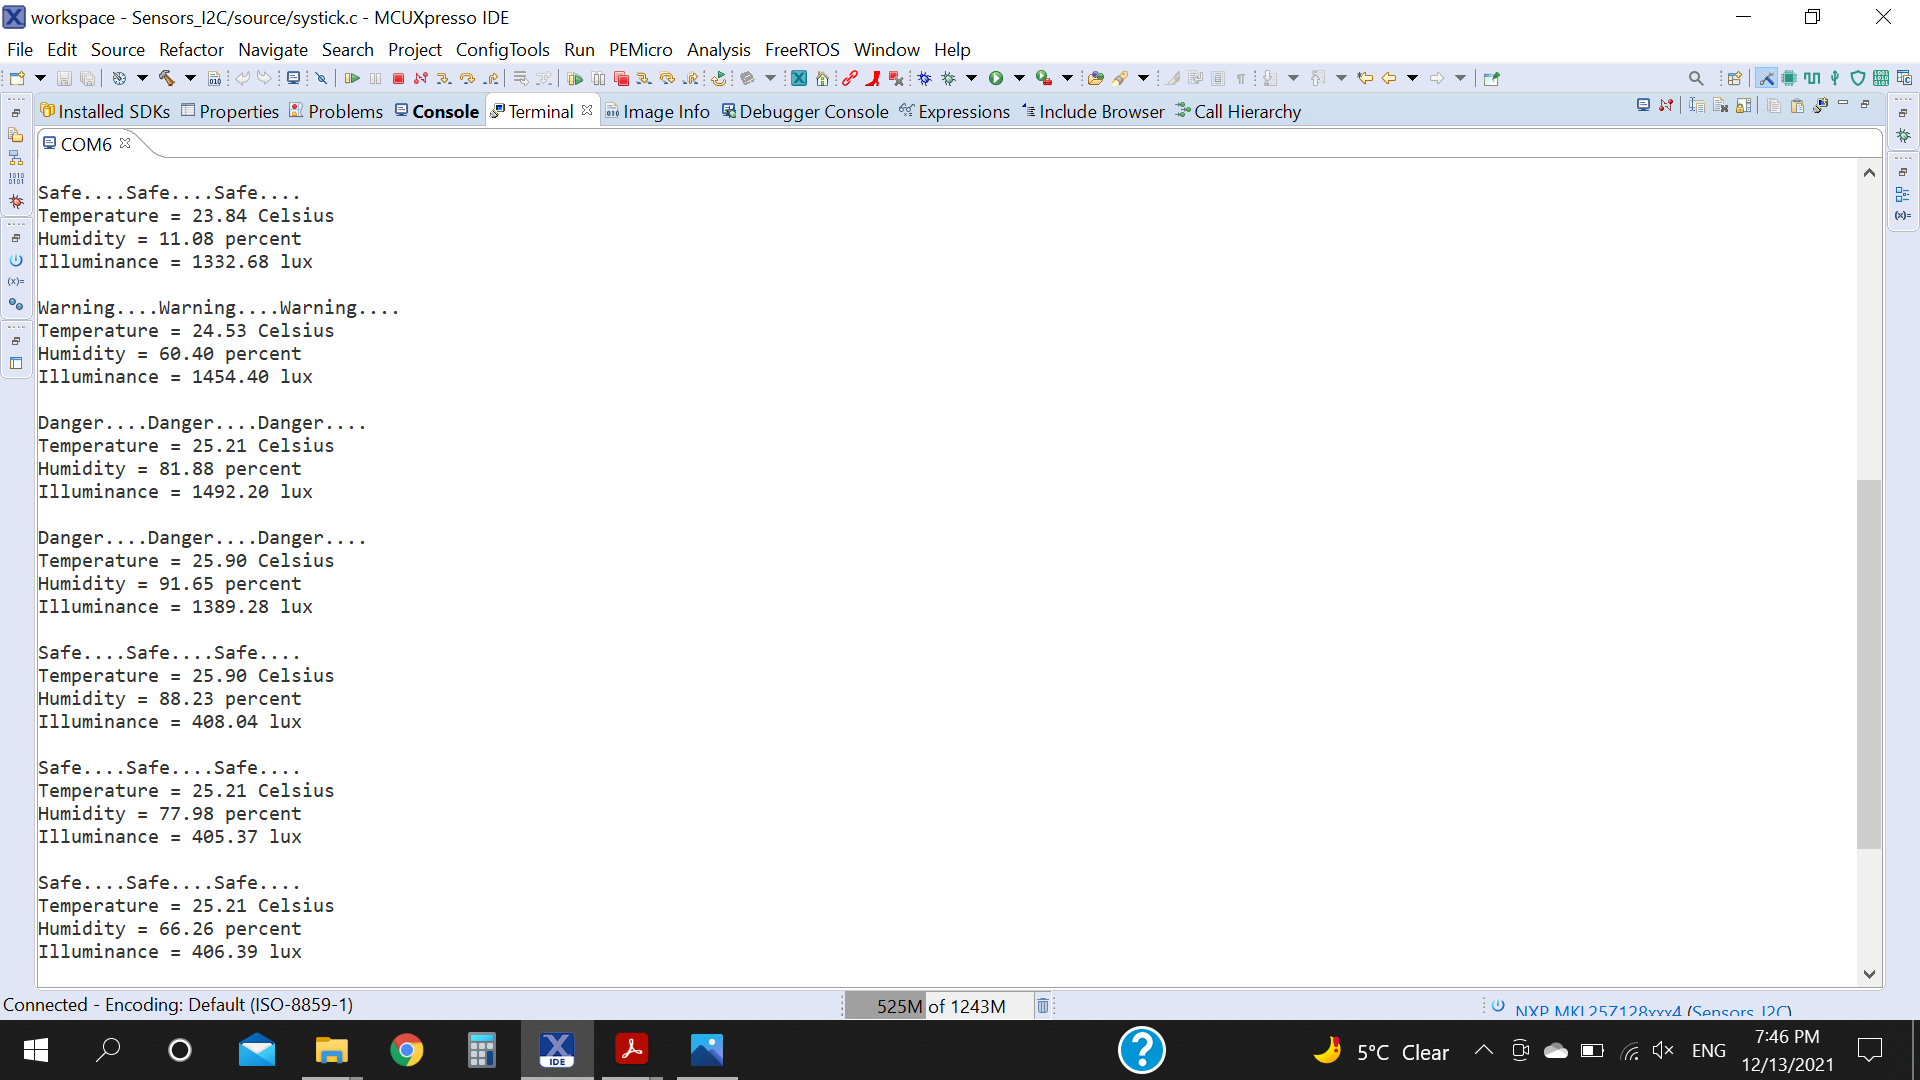 workspace - Sensors_I2C/source/systick.c - MCUXpresso IDE
File Edit Source Refactor Navigate Search Project ConfigTools Run PEMicro Analysis FreeRTOS Window Help
Installed SDKs Properties Problems Console Terminal Image Info Debugger Console Expressions Include Browser Call Hierarchy
COM6
Safe....Safe....Safe....
Temperature = 23.84 Celsius
Humidity = 11.08 percent
Illuminance = 1332.68 lux
Warning....Warning....Warning....
Temperature = 24.53 Celsius
Humidity = 60.40 percent
Illuminance = 1454.40 lux
Danger....Danger....Danger....
Temperature = 25.21 Celsius
Humidity = 81.88 percent
Illuminance = 1492.20 lux
Danger....Danger....Danger....
Temperature = 25.90 Celsius
Humidity = 91.65 percent
Illuminance = 1389.28 lux
Safe....Safe....Safe....
Temperature = 25.90 Celsius
Humidity = 88.23 percent
Illuminance = 408.04 lux
Safe....Safe....Safe....
Temperature = 25.21 Celsius
Humidity = 77.98 percent
Illuminance = 405.37 lux
Safe....Safe....Safe....
Temperature = 25.21 Celsius
Humidity = 66.26 percent
Illuminance = 406.39 lux
Connected - Encoding: Default (ISO-8859-1)
525M of 1243M
NXP MKL25Z128xxx4 (Sensors_I2C)
IDE
5°C Clear
ENG
7:46 PM
12/13/2021